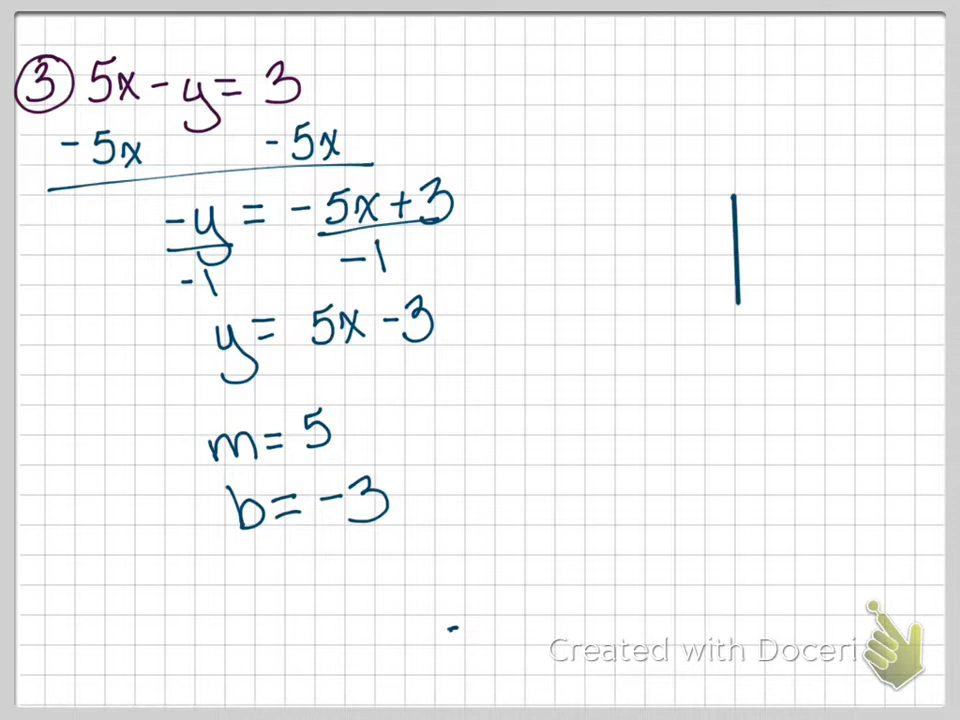 ③ 5x - y = 3
- 5x - 5x
-y = - 5x + 3
-1 -1
y = 5x - 3
m = 5
b = -3
Created with Doceri